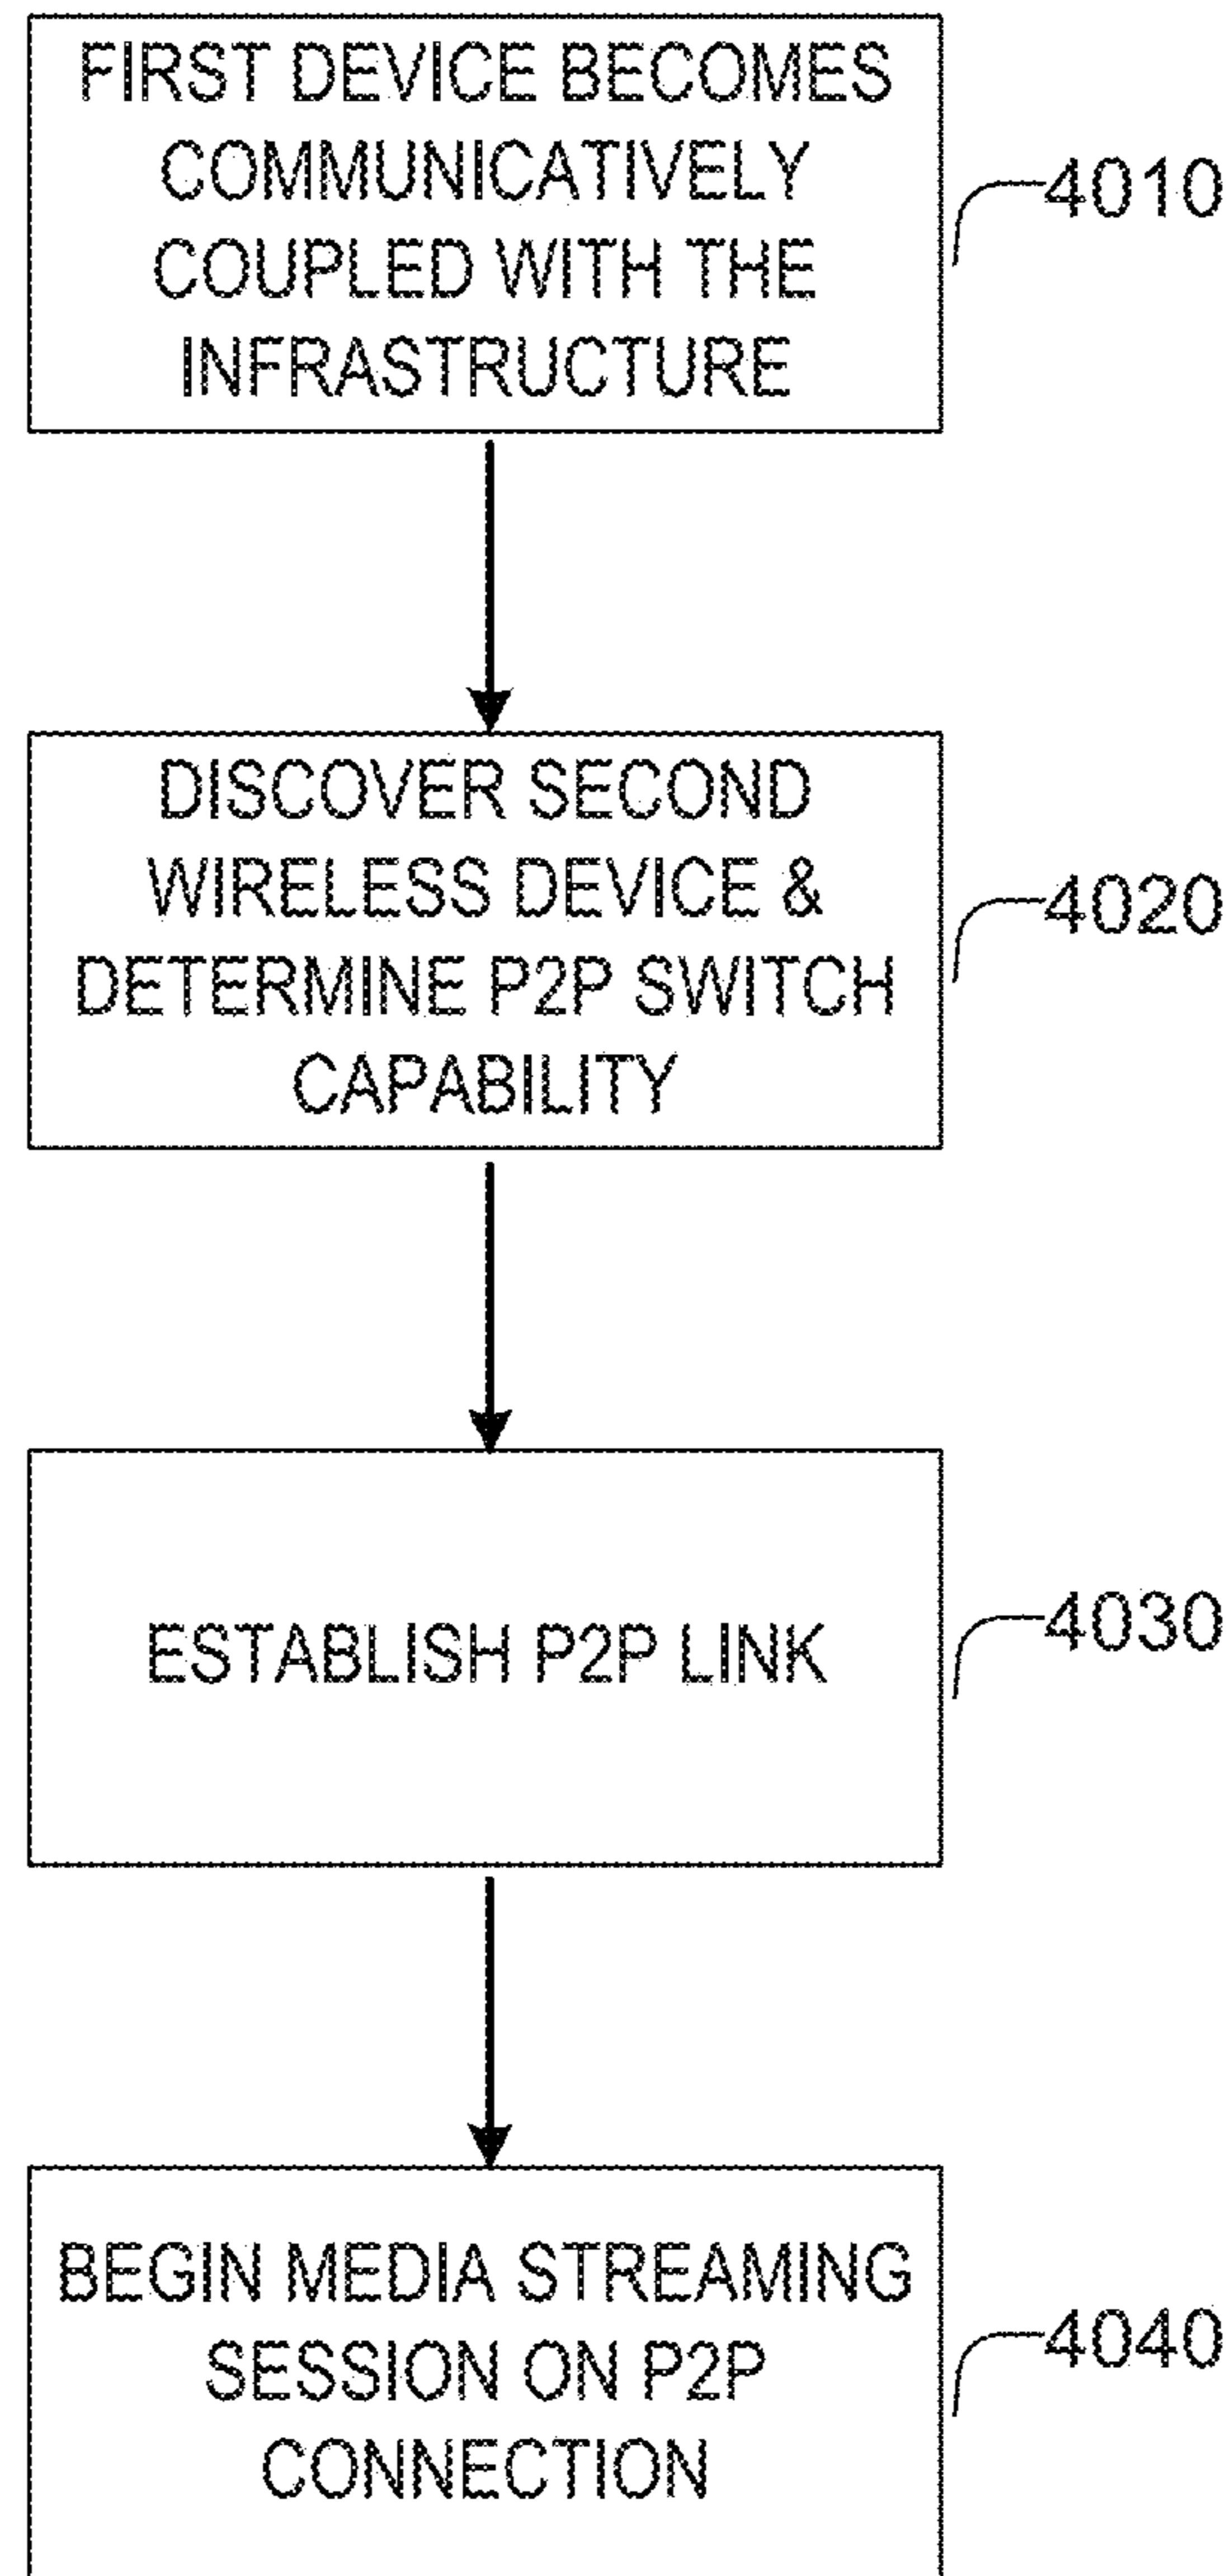 FIRST DEVICE BECOMES
COMMUNICATIVELY
COUPLED WITH THE
INFRASTRUCTURE
4010
DISCOVER SECOND
WIRELESS DEVICE &
DETERMINE P2P SWITCH
CAPABILITY
4020
ESTABLISH P2P LINK
4030
BEGIN MEDIA STREAMING
SESSION ON P2P
CONNECTION
4040